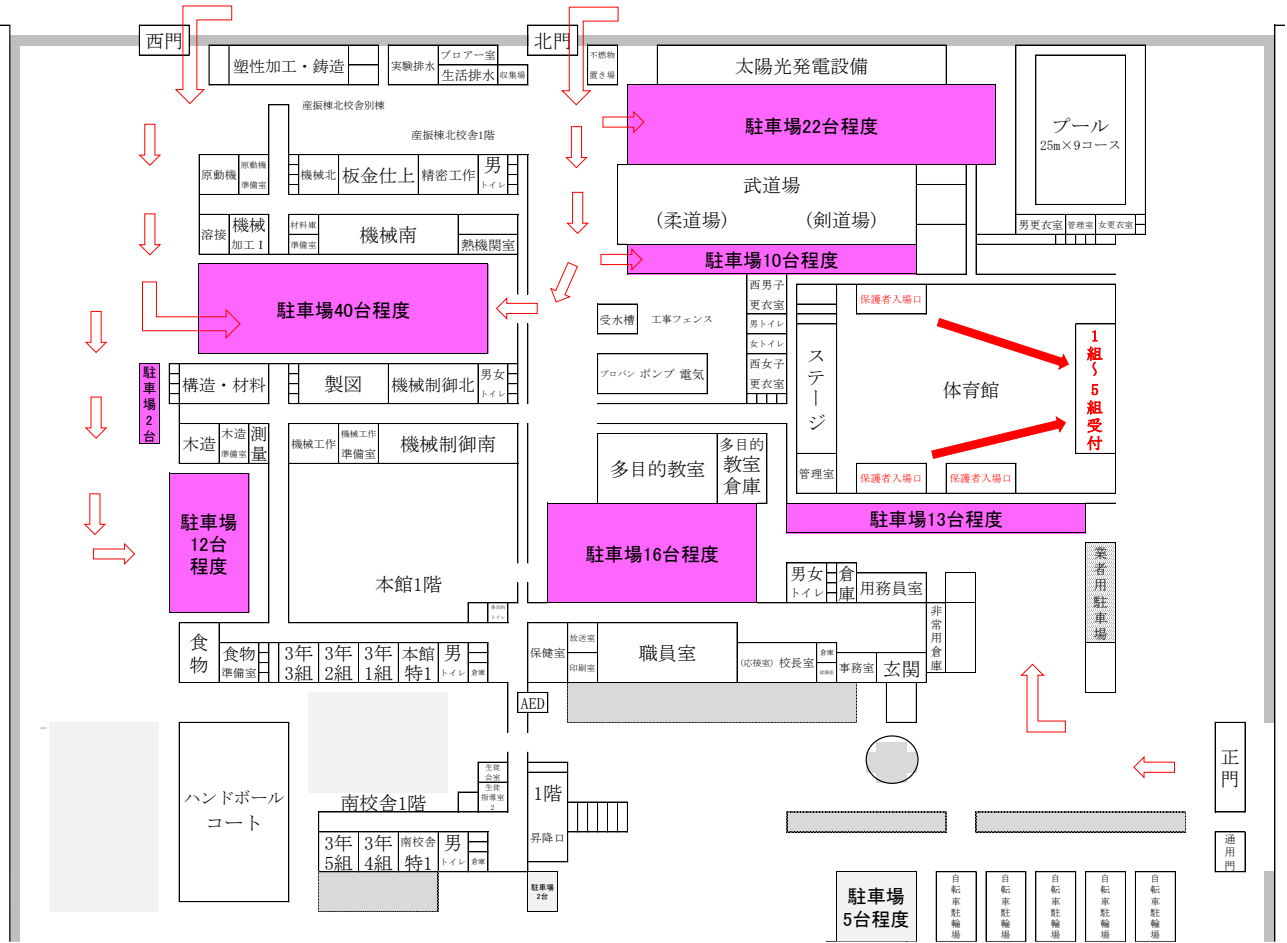 西門
北門
塑性加工・鋳造
実験排水
ブロアー室
生活排水
収集場
不燃物
置き場
太陽光発電設備
駐車場22台程度
プール
25m×9コース
産振棟北校舎別棟
産振棟北校舎1階
原動機
原動機
準備室
機械北
板金仕上
精密工作
男
トイレ
武道場
(柔道場)
(剣道場)
溶接
機械
加工Ⅰ
材料庫
準備室
機械南
熱機関室
男更衣室
管理室
女更衣室
駐車場10台程度
駐車場40台程度
西男子
更衣室
男トイレ
女トイレ
西女子
更衣室
保護者入場口
受水槽
工事フェンス
ステージ
体育館
1組~5組受付
駐車場2台
構造・材料
製図
機械制御北
男女
トイレ
プロパン ポンプ 電気
木造
木造
準備室
測量
機械工作
機械工作
準備室
機械制御南
多目的教室
多目的
教室
倉庫
管理室
保護者入場口
保護者入場口
駐車場
12台
程度
駐車場16台程度
駐車場13台程度
業者用駐車場
本館1階
男女
トイレ
倉庫
用務員室
非常用倉庫
食物
食物
準備室
3年
3組
3年
2組
3年
1組
本館
特1
男
トイレ
倉庫
保健室
放送室
印刷室
職員室
(応接室) 校長室
倉庫
事務室
玄関
AED
正門
ハンドボール
コート
生徒
会室
生徒
指導室
2
南校舎1階
1階
昇降口
3年
5組
3年
4組
南校舎
特1
男
トイレ
倉庫
通用門
駐車場
2台
駐車場
5台程度
自転車駐輪場
自転車駐輪場
自転車駐輪場
自転車駐輪場
自転車駐輪場